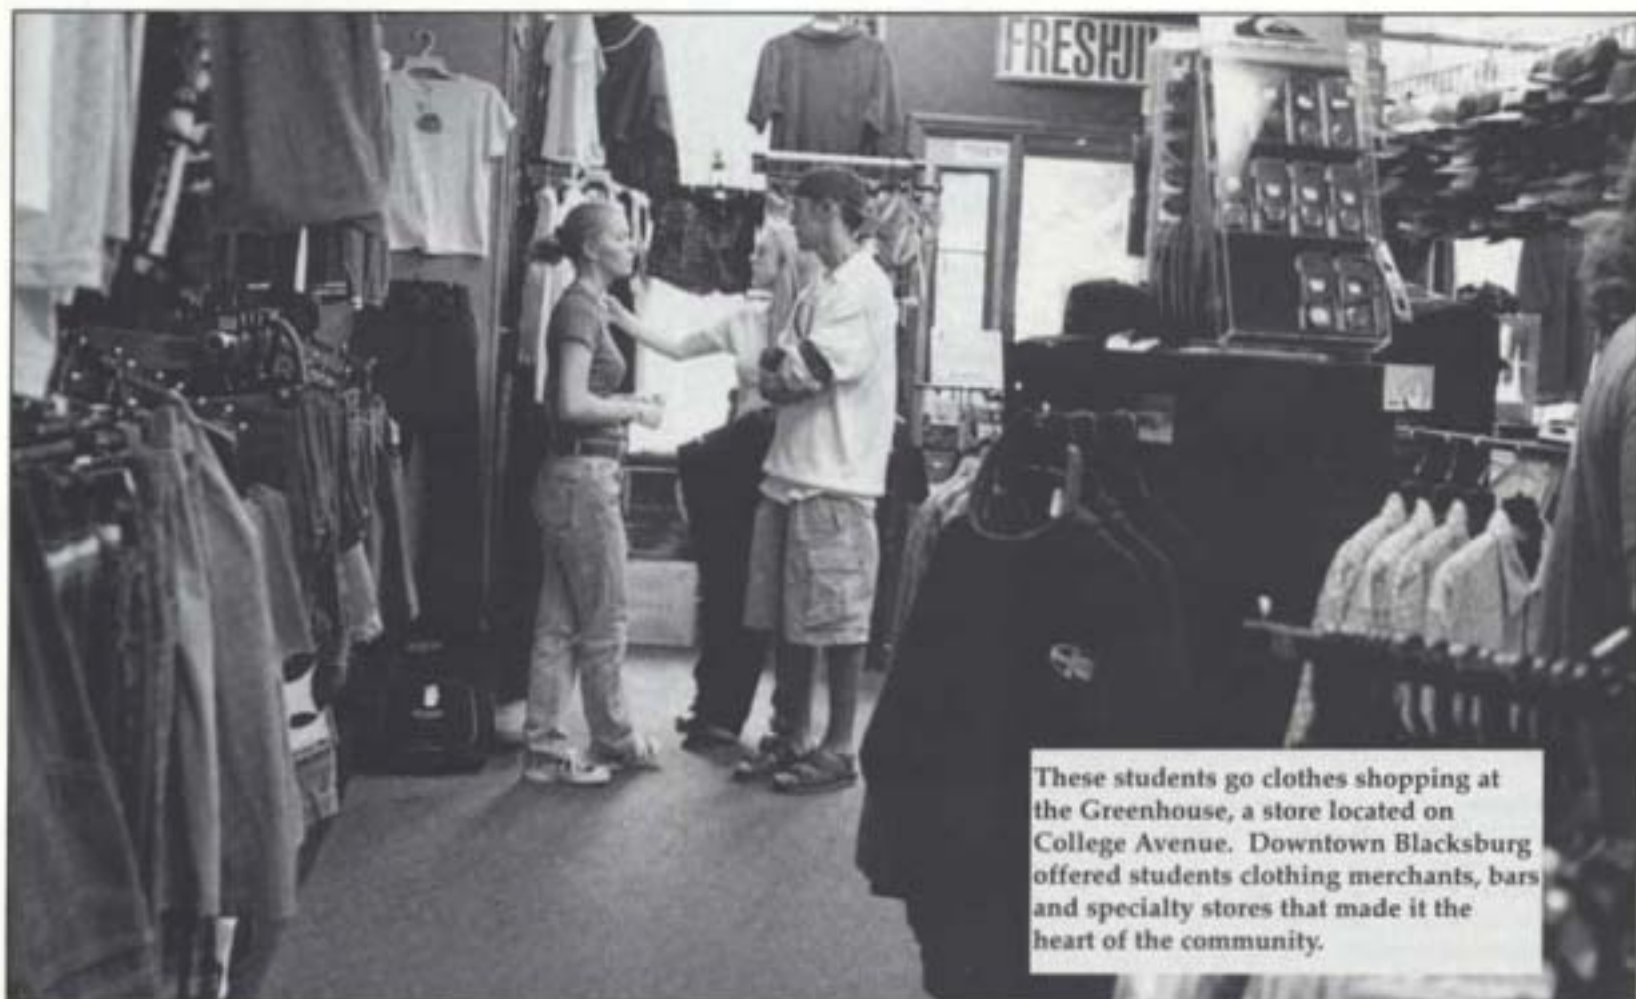 FRESHJI
These students go clothes shopping at
the Greenhouse, a store located on
College Avenue.  Downtown Blacksburg
offered students clothing merchants, bars
and specialty stores that made it the
heart of the community.